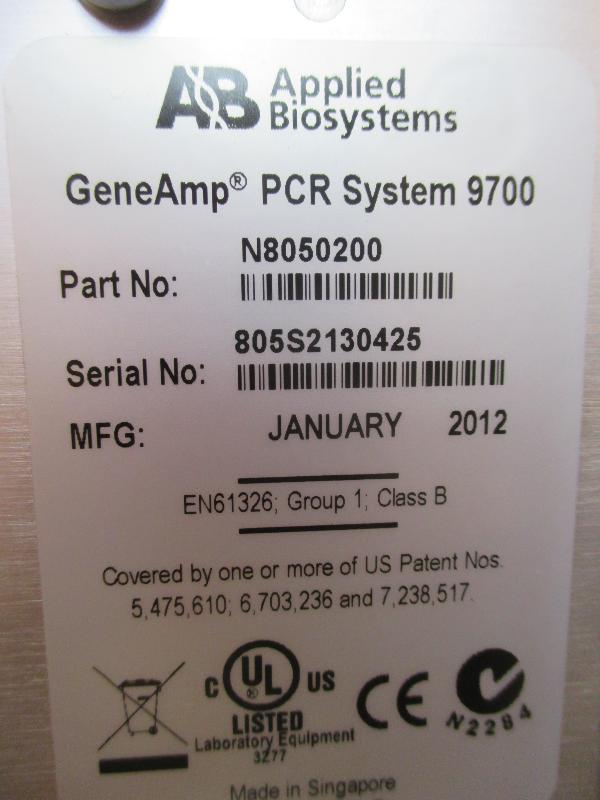 AB Applied
Biosystems
GeneAmp® PCR System 9700
N8050200
Part No:
805S2130425
Serial No:
MFG: JANUARY 2012
EN61326; Group 1; Class B
Covered by one or more of US Patent Nos.
5,475,610; 6,703,236 and 7,238,517.
C UL ® US
LISTED
Laboratory Equipment
3Z77
CE
N2284
Made in Singapore